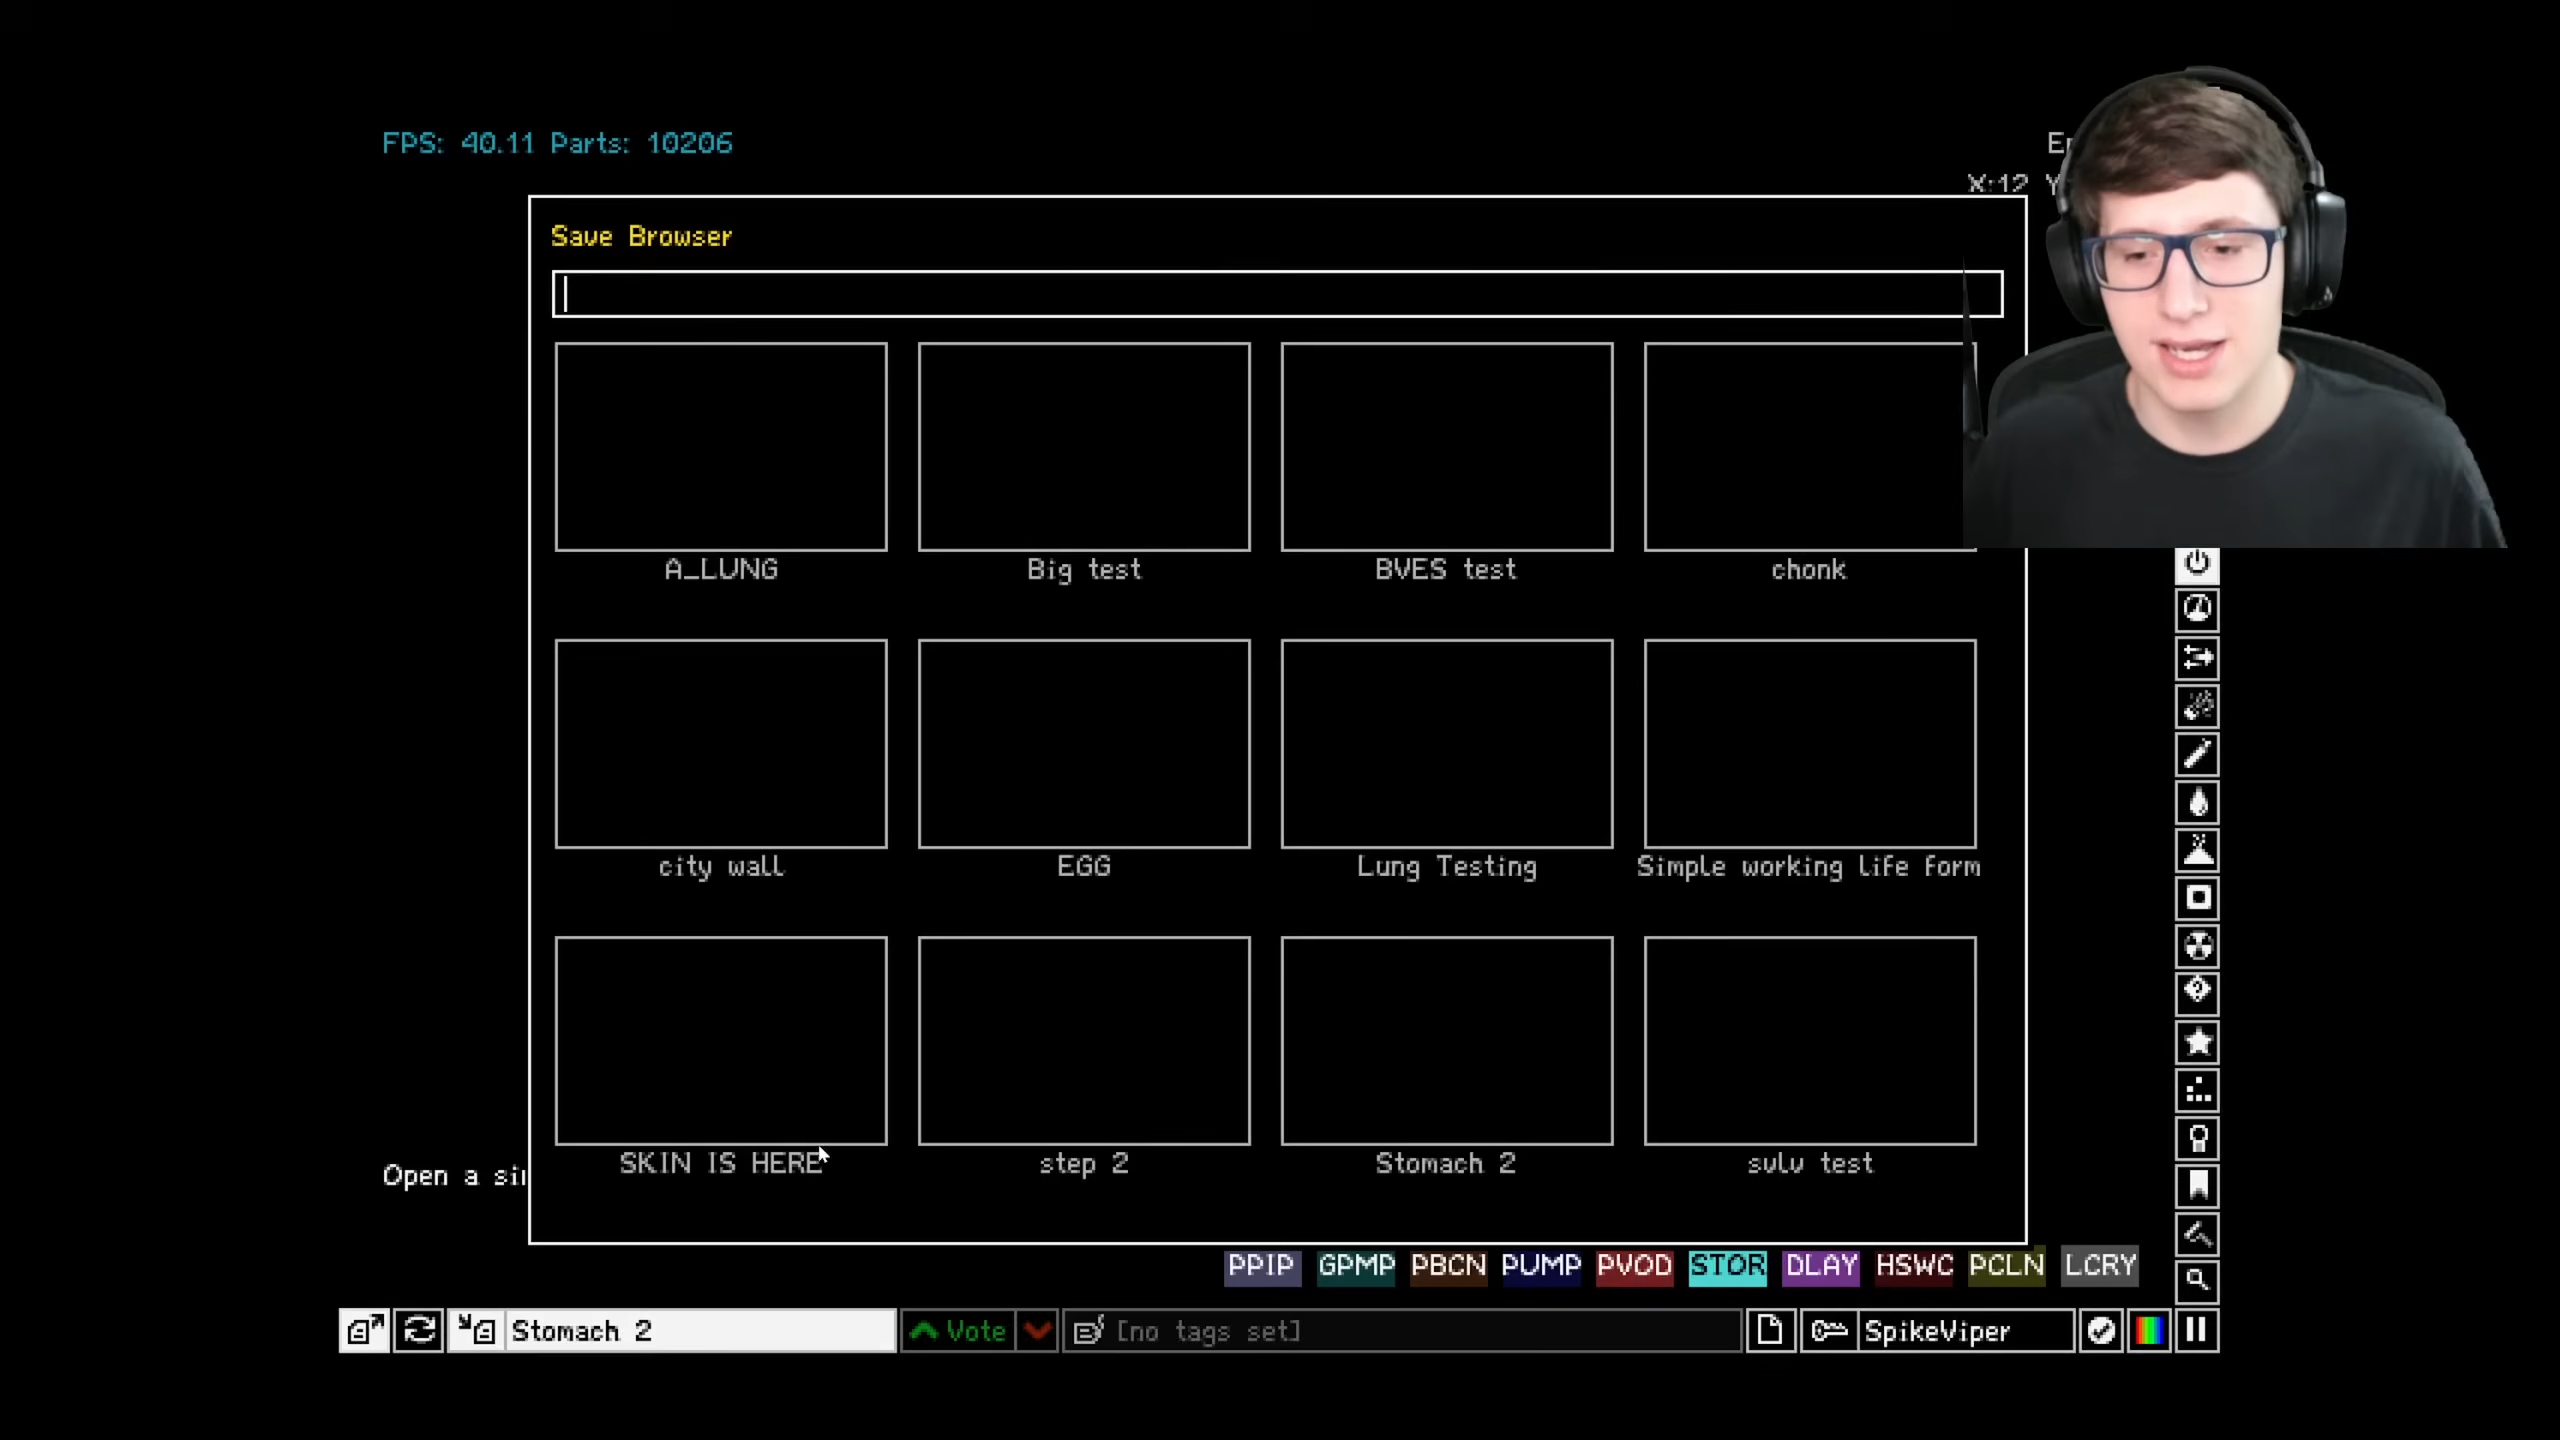 FPS: 40.11 Parts: 10206
X:12
Save Browser
A_LUNG
Big test
BVES test
chonk
city wall
EGG
Lung Testing
Simple working life form
SKIN IS HERE
step 2
Stomach 2
svlv test
Open a
PPIP GPMP PBCN PUMP PVOD STOR DLAY HSWC PCLN LCRY
Stomach 2
Vote
[no tags set]
SpikeViper